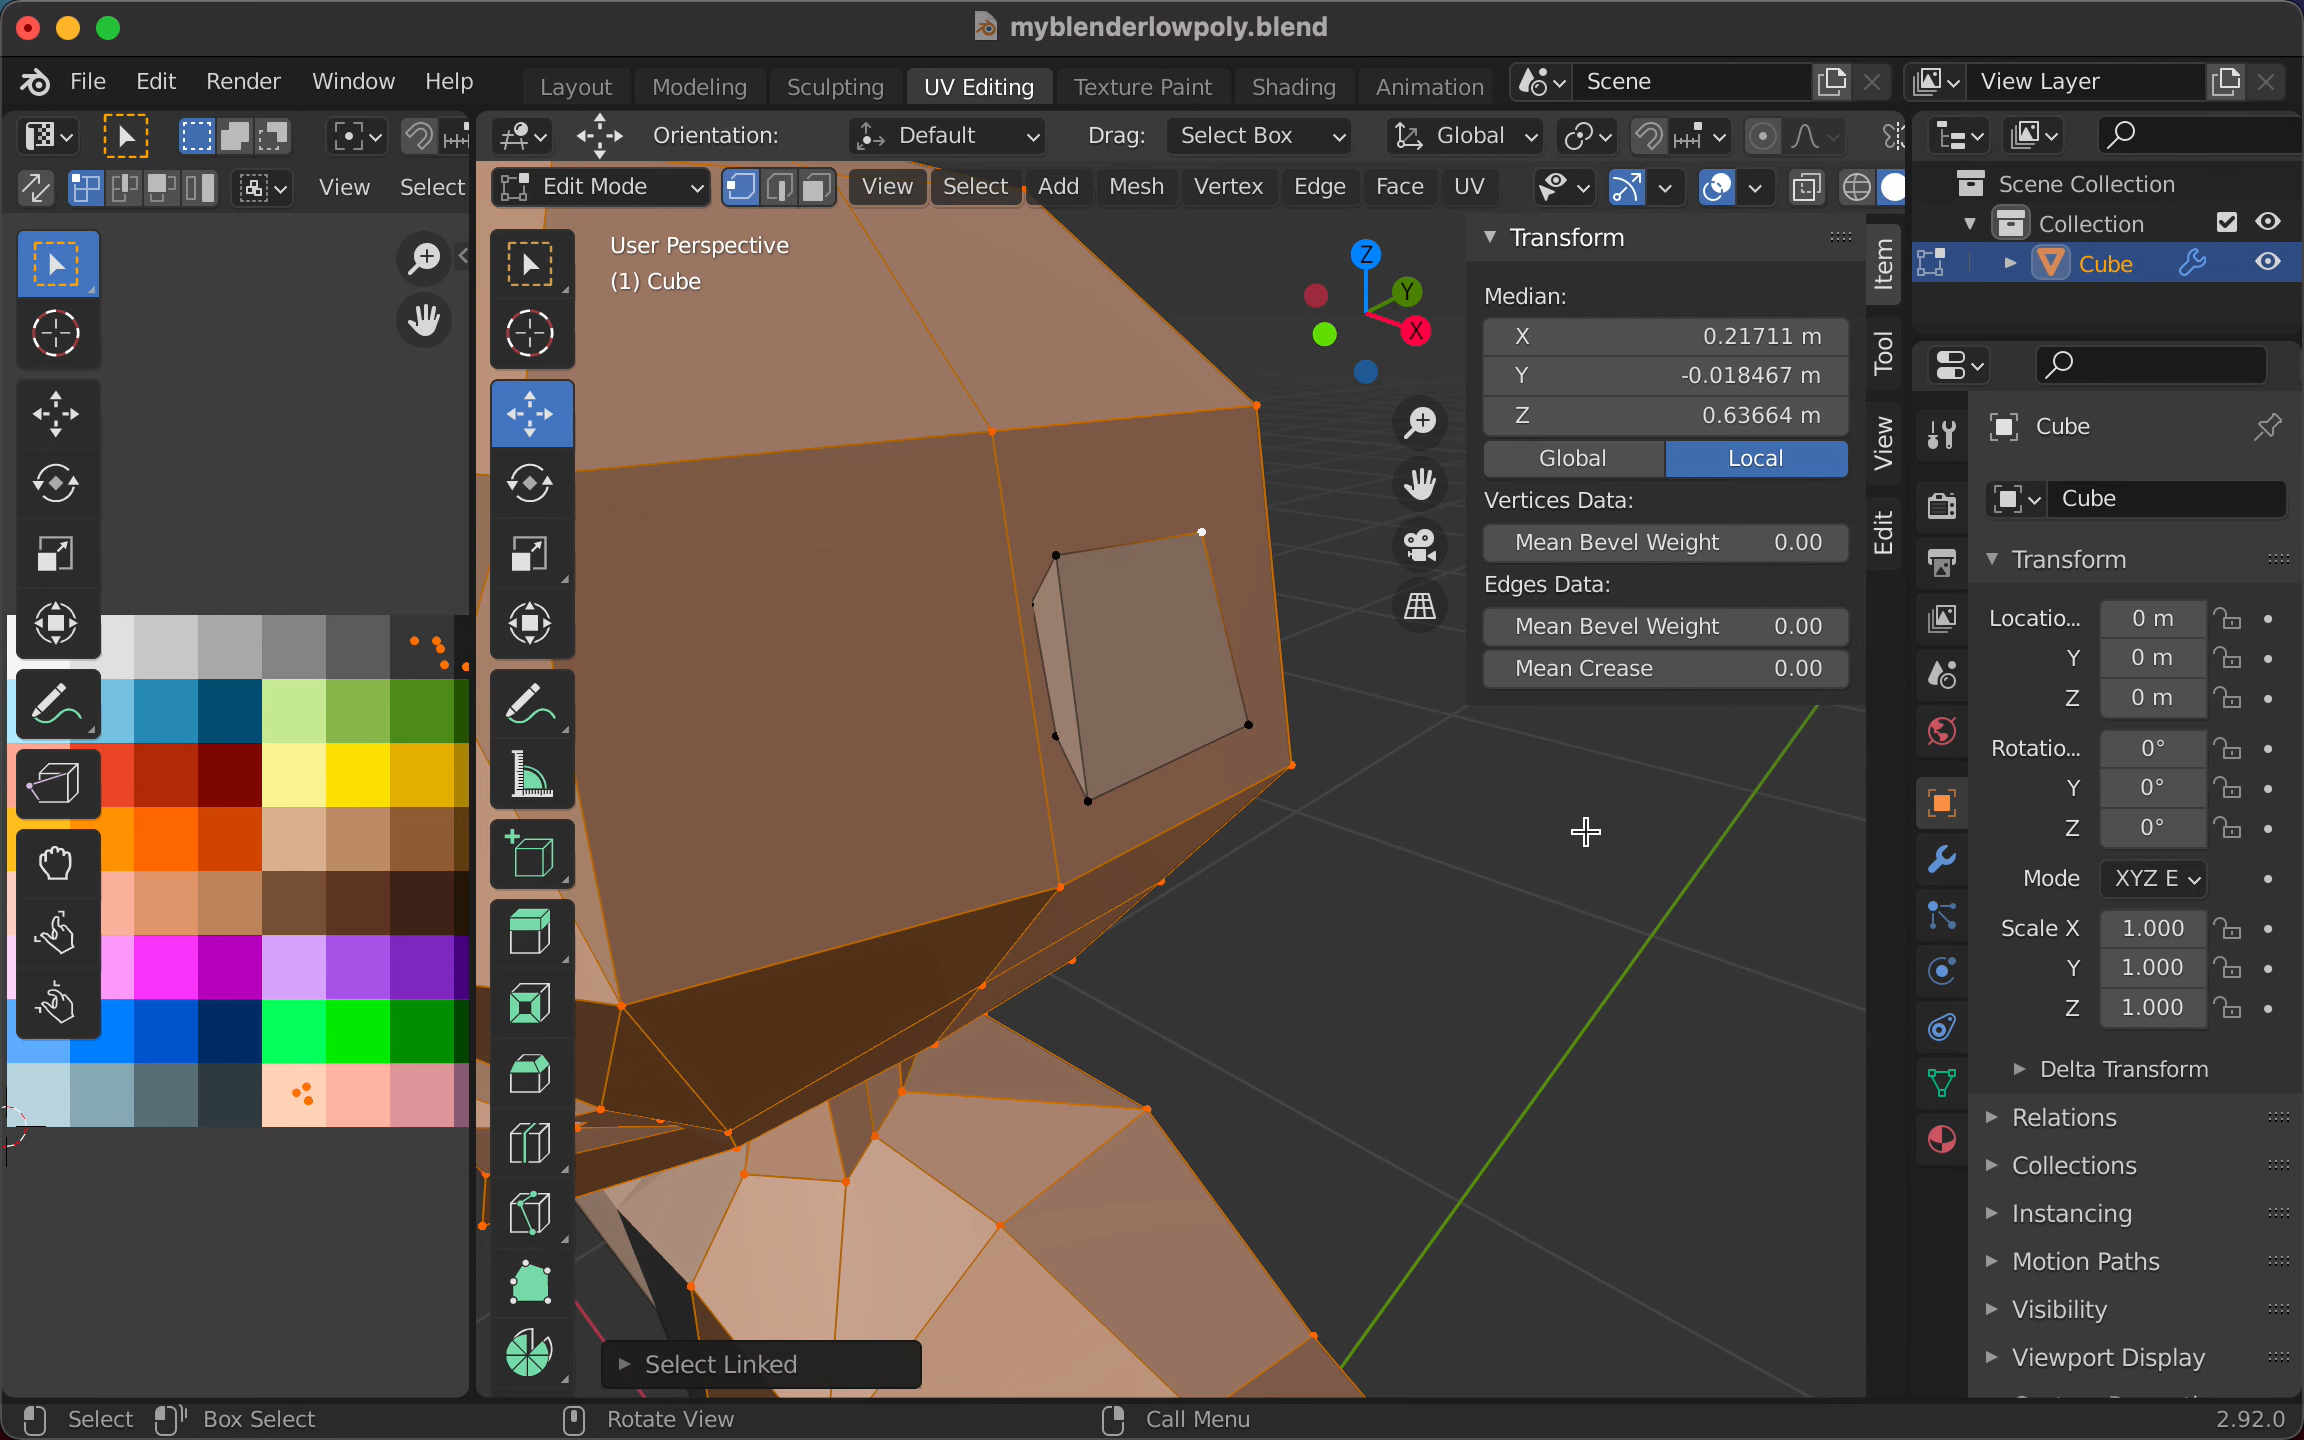 myblenderlowpoly.blend
File Edit Render Window Help
Layout Modeling Sculpting UV Editing Texture Paint Shading Animation
Scene
View Layer
Orientation: Default Drag: Select Box Global
View Select
Edit Mode View Select Add Mesh Vertex Edge Face UV
User Perspective
(1) Cube
Z
Y
X
Transform
Median:
X 0.21711 m
Y -0.018467 m
Z 0.63664 m
Global Local
Vertices Data:
Mean Bevel Weight 0.00
Edges Data:
Mean Bevel Weight 0.00
Mean Crease 0.00
Item
Tool
View
Edit
Scene Collection
Collection
Cube
Cube
Cube
Transform
Locatio... 0 m
Y 0 m
Z 0 m
Rotatio... 0°
Y 0°
Z 0°
Mode XYZ E
Scale X 1.000
Y 1.000
Z 1.000
Delta Transform
Relations
Collections
Instancing
Motion Paths
Visibility
Viewport Display
Select Linked
Select Box Select Rotate View Call Menu 2.92.0